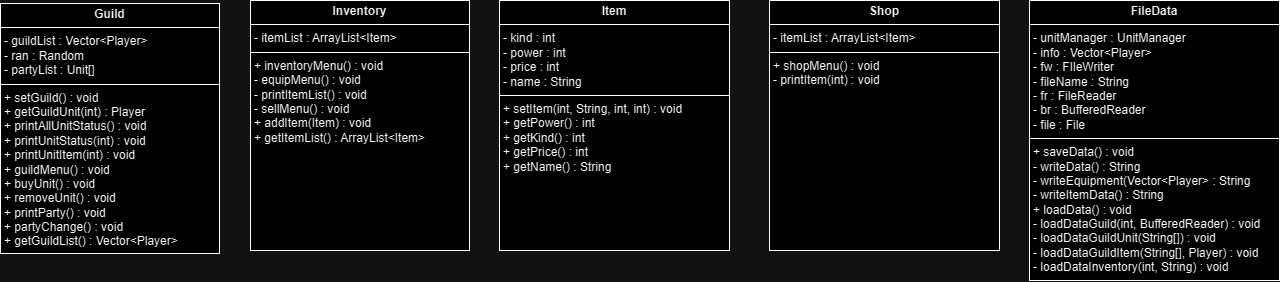 Guild
- guildList : Vector<Player>
- ran : Random
- partyList : Unit[]
+ setGuild() : void
+ getGuildUnit(int) : Player
+ printAllUnitStatus() : void
+ printUnitStatus(int) : void
+ printUnitItem(int) : void
+ guildMenu() : void
+ buyUnit() : void
+ removeUnit() : void
+ printParty() : void
+ partyChange() : void
+ getGuildList() : Vector<Player>
Inventory
- itemList : ArrayList<Item>
+ inventoryMenu() : void
- equipMenu() : void
- printItemList() : void
- sellMenu() : void
+ addItem(Item) : void
+ getItemList() : ArrayList<Item>
Item
- kind : int
- power : int
- price : int
- name : String
+ setItem(int, String, int, int) : void
+ getPower() : int
+ getKind() : int
+ getPrice() : int
+ getName() : String
Shop
- itemList : ArrayList<Item>
+ shopMenu() : void
- printItem(int) : void
FileData
- unitManager : UnitManager
- info : Vector<Player>
- fw : FIleWriter
- fileName : String
- fr : FileReader
- br : BufferedReader
- file : File
+ saveData() : void
- writeData() : String
- writeEquipment(Vector<Player> : String
- writeItemData() : String
+ loadData() : void
- loadDataGuild(int, BufferedReader) : void
- loadDataGuildUnit(String[]) : void
- loadDataGuildItem(String[], Player) : void
- loadDataInventory(int, String) : void